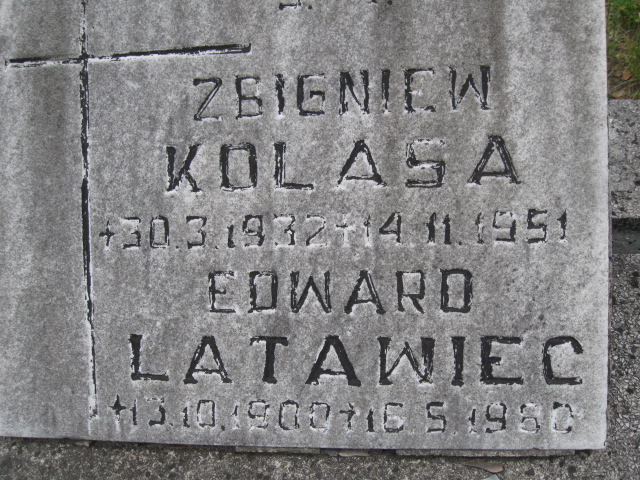 ZBIGNIEW
KOLASA
+30.3.1932+14.11.1951
EDWARD
LATAWIEC
+13.10.1900+16.5.1980